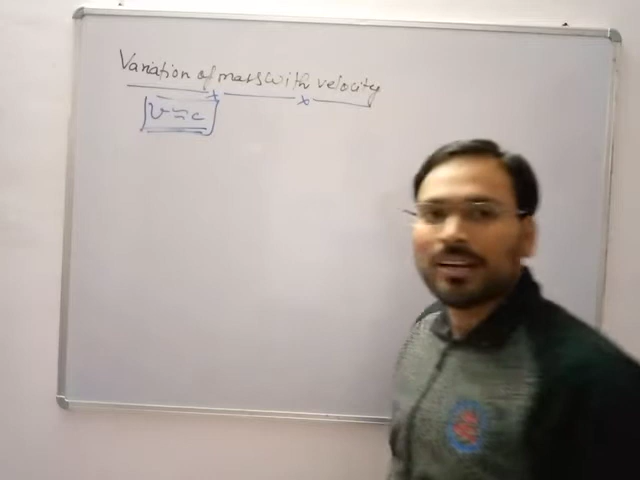 Variation of mass with velocity
v ≃ c